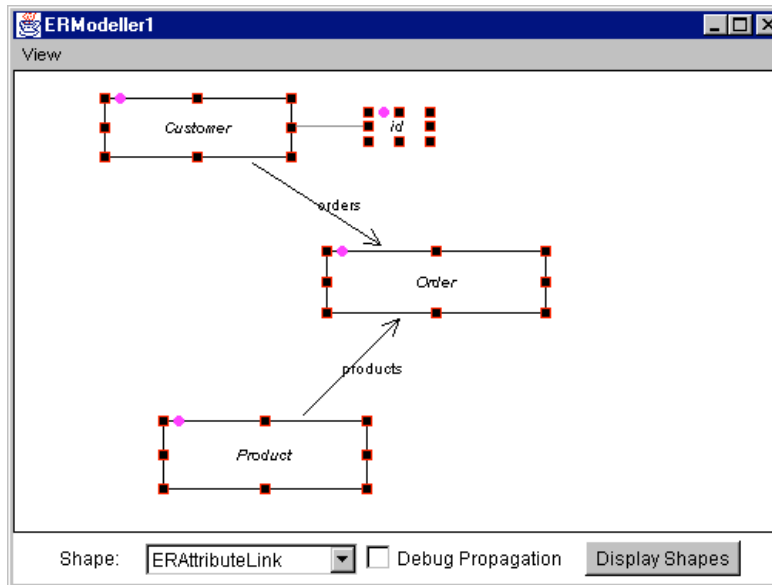 ERModeller1
View
Customer
id
orders
Order
products
Product
Shape: ERAttributeLink Debug Propagation Display Shapes